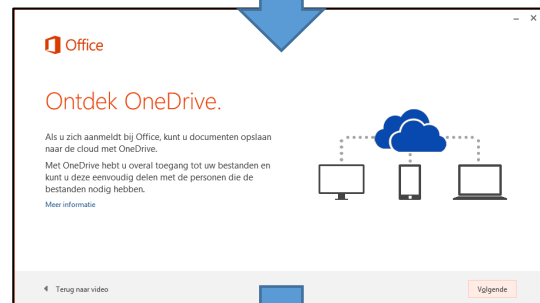 Office
Ontdek OneDrive.
Als u zich aanmeldt bij Office, kunt u documenten opslaan
naar de cloud met OneDrive.
Met OneDrive hebt u overal toegang tot uw bestanden en
kunt u deze eenvoudig delen met de personen die de
bestanden nodig hebben.
Meer informatie
Terug naar video
Volgende